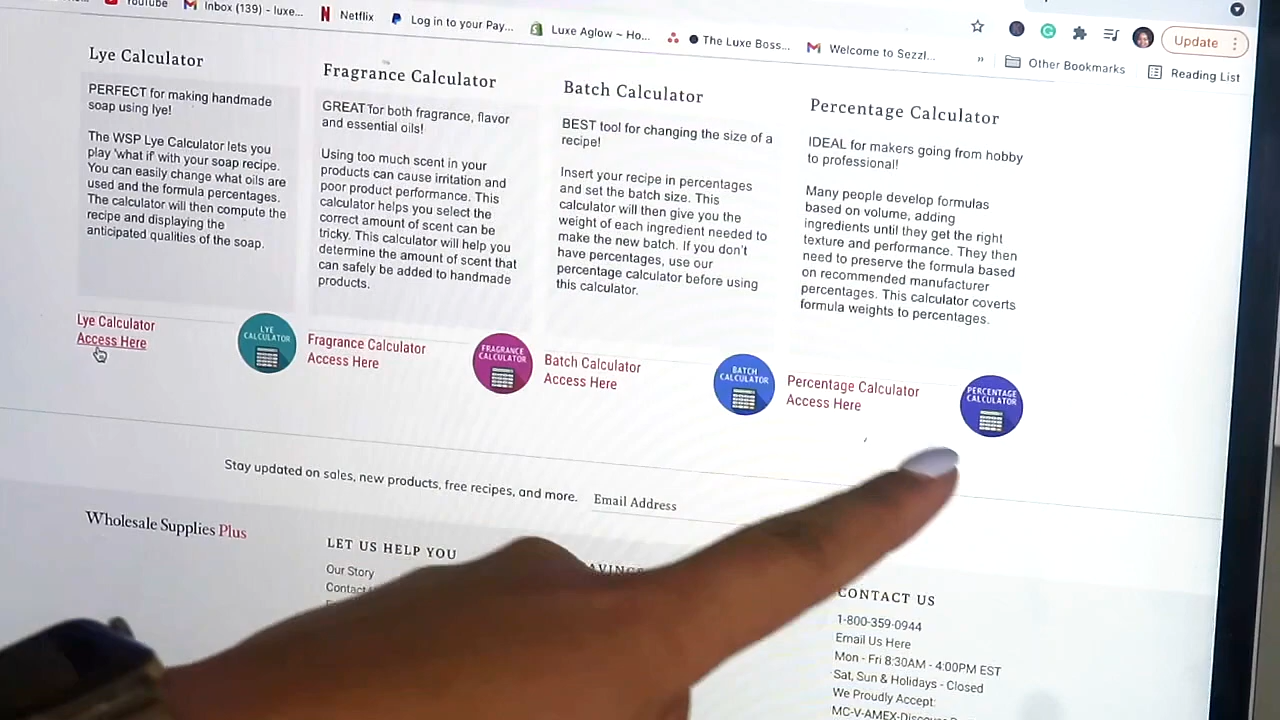 YouTube
Inbox (139) - luxe...
Netflix
Log in to your Pay...
Luxe Aglow ~ Ho...
The Luxe Boss...
Welcome to Sezzl...
»
Other Bookmarks
Reading List
Update
Lye Calculator
PERFECT for making handmade
soap using lye!
The WSP Lye Calculator lets you
play 'what if' with your soap recipe.
You can easily change what oils are
used and the formula percentages.
The calculator will then compute the
recipe and displaying the
anticipated qualities of the soap.
Lye Calculator
Access Here
LYE
CALCULATOR
Fragrance Calculator
GREAT for both fragrance, flavor
and essential oils!
Using too much scent in your
products can cause irritation and
poor product performance. This
calculator helps you select the
correct amount of scent can be
tricky. This calculator will help you
determine the amount of scent that
can safely be added to handmade
products.
Fragrance Calculator
Access Here
FRAGRANCE
CALCULATOR
Batch Calculator
BEST tool for changing the size of a
recipe!
Insert your recipe in percentages
and set the batch size. This
calculator will then give you the
weight of each ingredient needed to
make the new batch. If you don't
have percentages, use our
percentage calculator before using
this calculator.
Batch Calculator
Access Here
BATCH
CALCULATOR
Percentage Calculator
IDEAL for makers going from hobby
to professional!
Many people develop formulas
based on volume, adding
ingredients until they get the right
texture and performance. They then
need to preserve the formula based
on recommended manufacturer
percentages. This calculator coverts
formula weights to percentages.
Percentage Calculator
Access Here
PERCENTAGE
CALCULATOR
Stay updated on sales, new products, free recipes, and more.
Email Address
Wholesale Supplies Plus
LET US HELP YOU
Our Story
Contact
AVINGS
CONTACT US
1-800-359-0944
Email Us Here
Mon - Fri 8:30AM - 4:00PM EST
Sat, Sun & Holidays - Closed
We Proudly Accept:
MC-V-AMEX-Discover